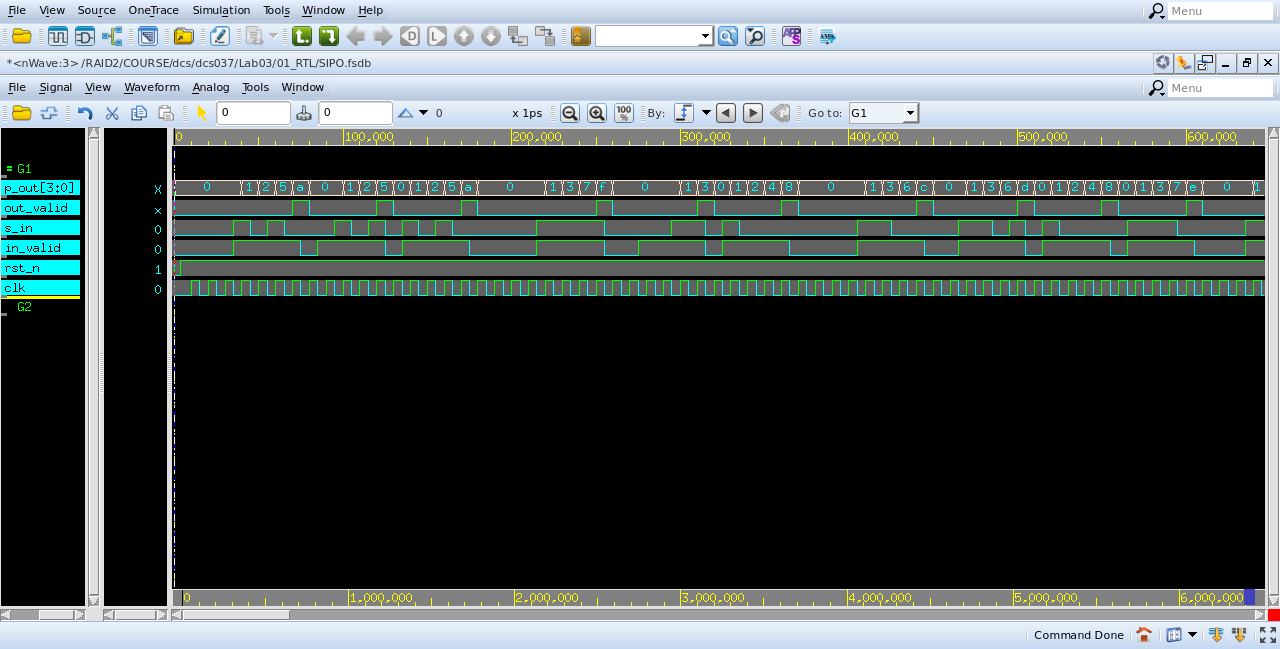 File View Source OneTrace Simulation Tools Window Help Menu
*<nWave:3> /RAID2/COURSE/dcs/dcs037/Lab03/01_RTL/SIPO.fsdb
File Signal View Waveform Analog Tools Window Menu
0 0 0 x 1ps 100% By: Go to: G1
0 100,000 200,000 300,000 400,000 500,000 600,000
= G1
p_out[3:0] X 0 1 2 5 a 0 1 2 5 0 1 2 5 a 0 1 3 7 f 0 1 3 0 1 2 4 8 0 1 3 6 c 0 1 3 6 d 0 1 2 4 8 0 1 3 7 e 0 1
out_valid x
s_in 0
in_valid 0
rst_n 1
clk 0
G2
0 1,000,000 2,000,000 3,000,000 4,000,000 5,000,000 6,000,000
Command Done